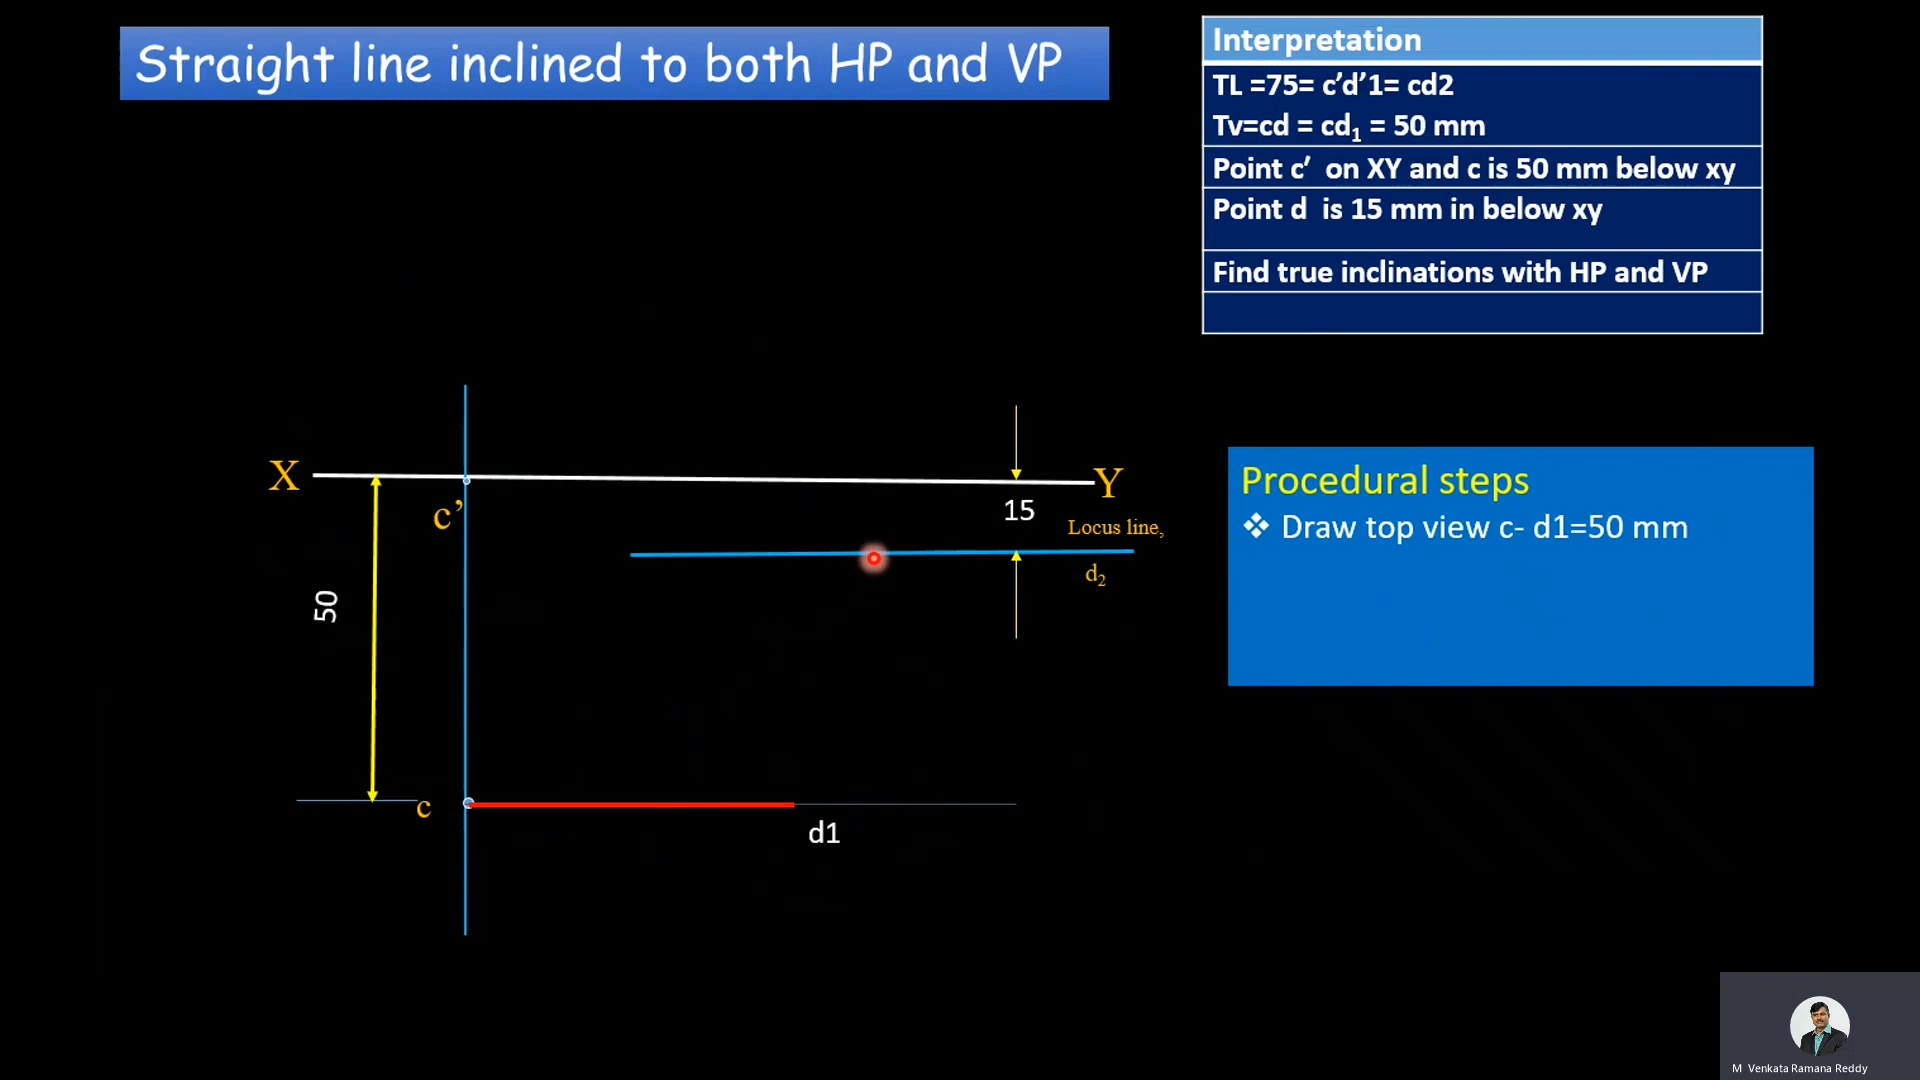 Straight line inclined to both HP and VP
Interpretation
TL =75= c’d’1= cd2
Tv=cd = cd₁ = 50 mm
Point c’ on XY and c is 50 mm below xy
Point d is 15 mm in below xy
Find true inclinations with HP and VP
X
Y
c’
15
Locus line,
d₂
50
c
d1
Procedural steps
❖ Draw top view c- d1=50 mm
M Venkata Ramana Reddy